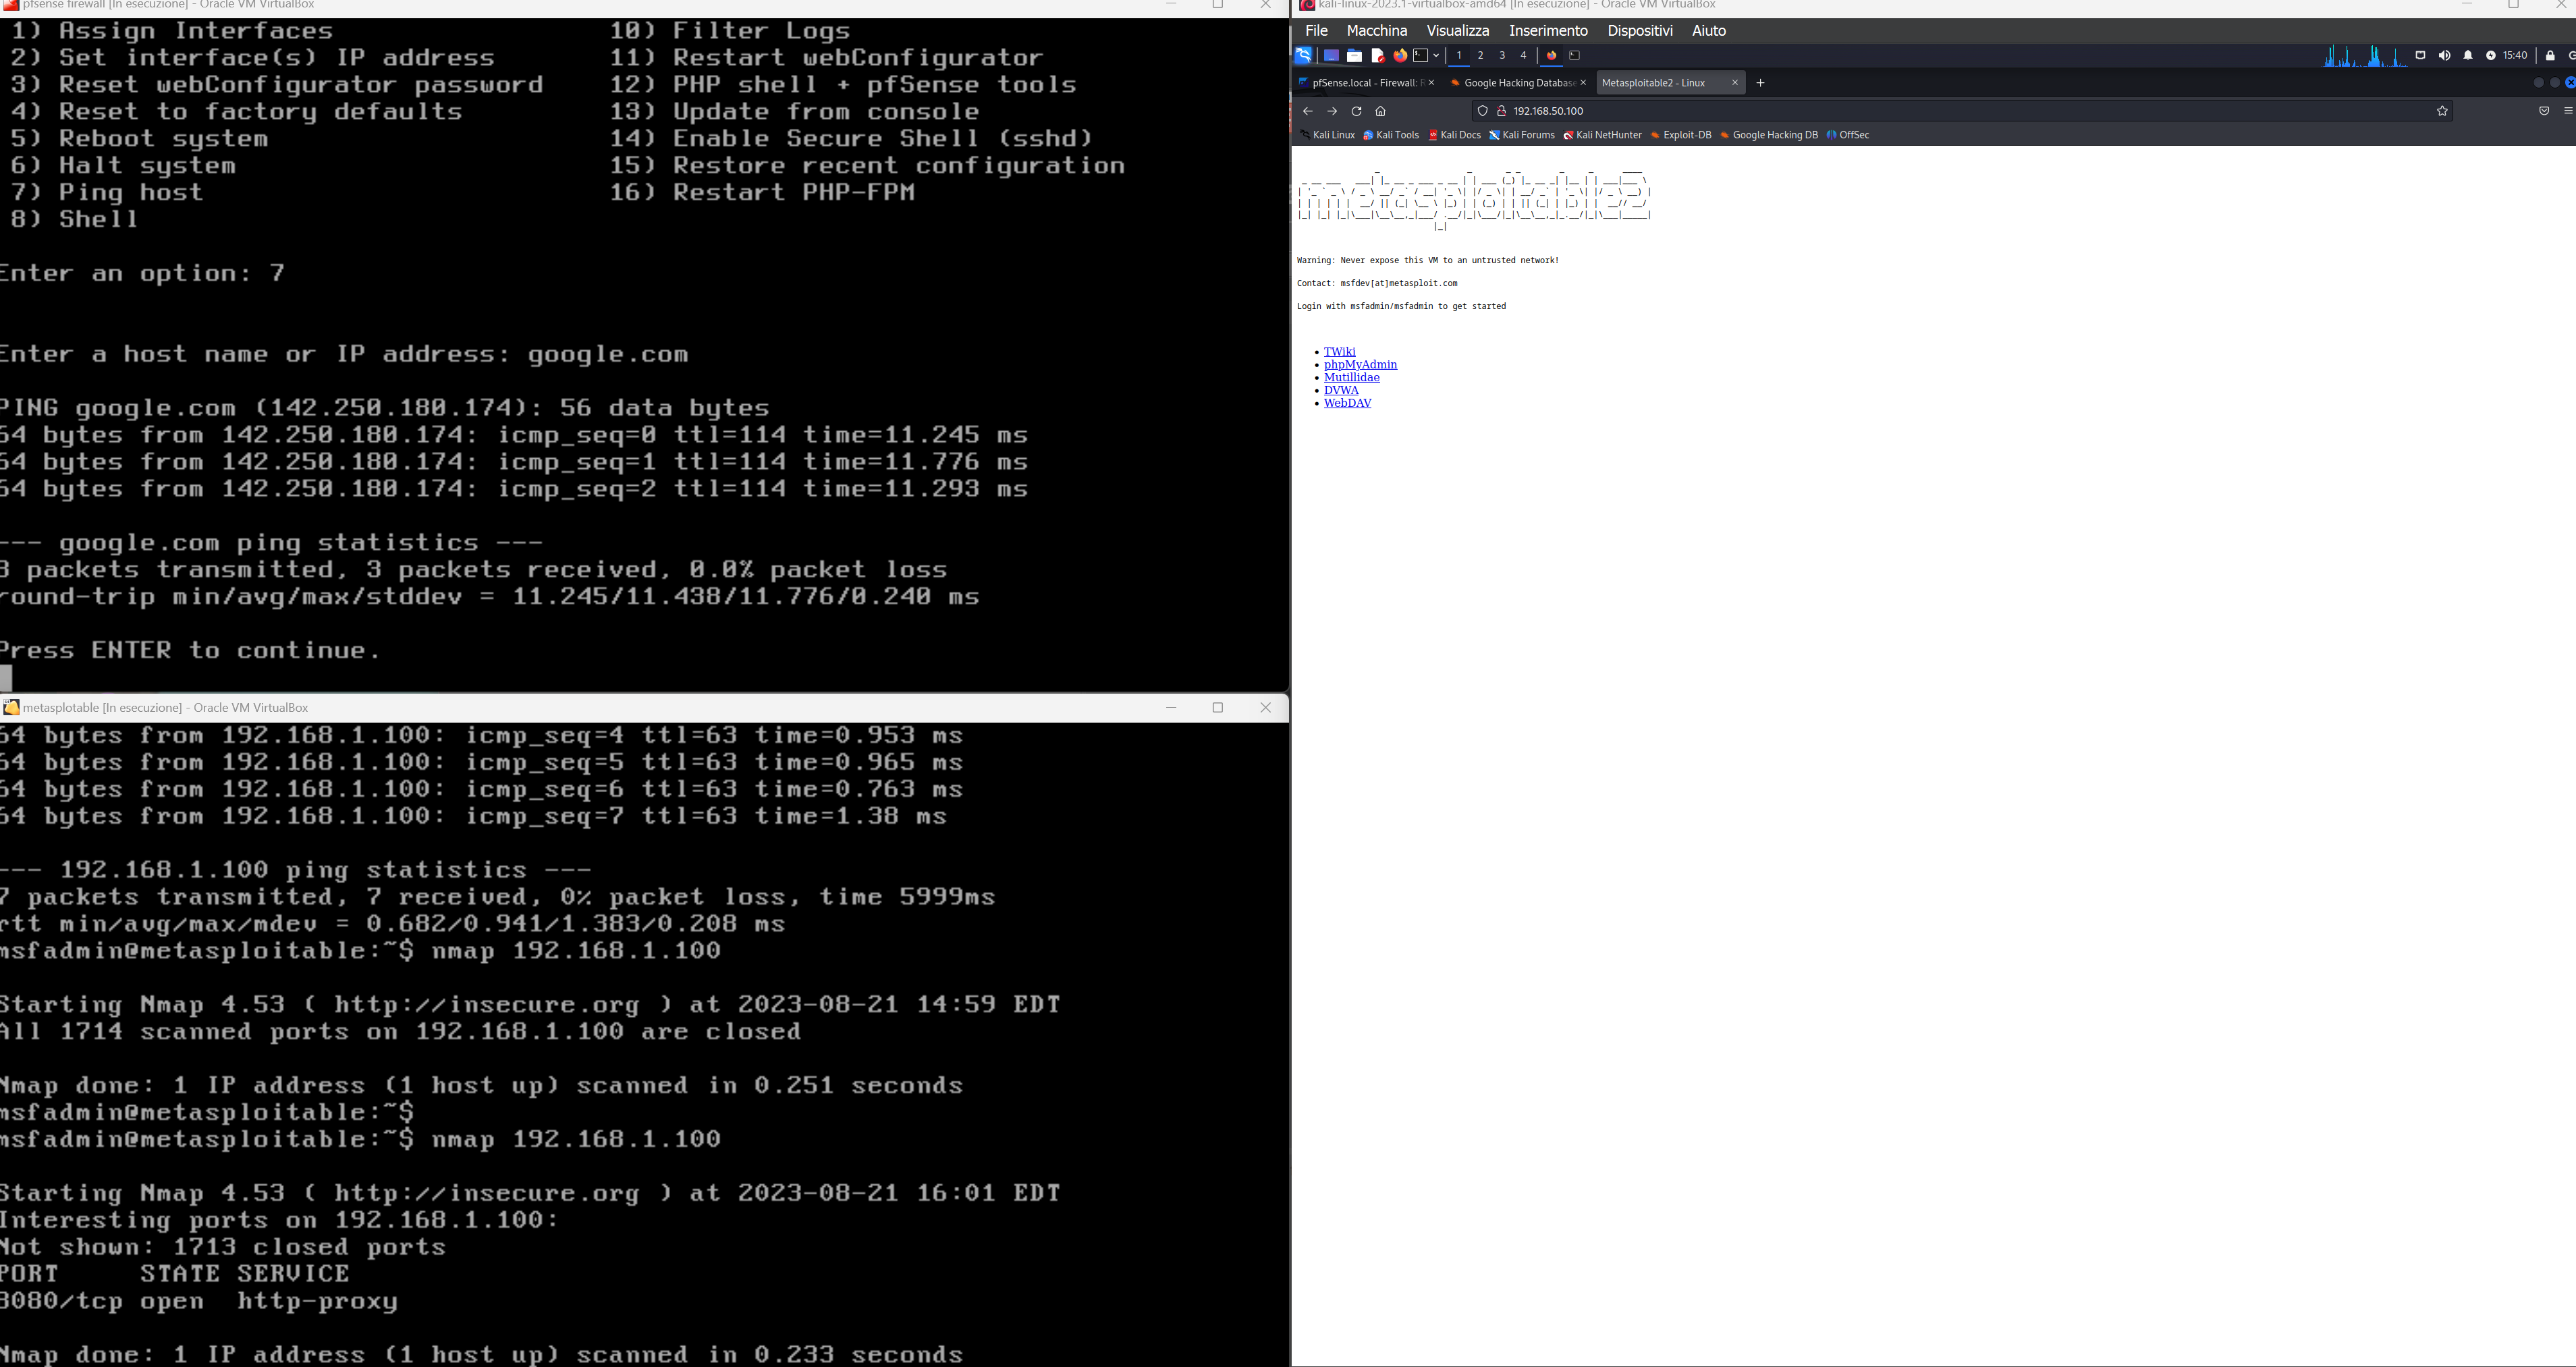 pfsense firewall [In esecuzione] - Oracle VM VirtualBox
1) Assign Interfaces 10) Filter Logs
2) Set interface(s) IP address 11) Restart webConfigurator
3) Reset webConfigurator password 12) PHP shell + pfSense tools
4) Reset to factory defaults 13) Update from console
5) Reboot system 14) Enable Secure Shell (sshd)
6) Halt system 15) Restore recent configuration
7) Ping host 16) Restart PHP-FPM
8) Shell
Enter an option: 7
Enter a host name or IP address: google.com
PING google.com (142.250.180.174): 56 data bytes
64 bytes from 142.250.180.174: icmp_seq=0 ttl=114 time=11.245 ms
64 bytes from 142.250.180.174: icmp_seq=1 ttl=114 time=11.776 ms
64 bytes from 142.250.180.174: icmp_seq=2 ttl=114 time=11.293 ms
--- google.com ping statistics ---
3 packets transmitted, 3 packets received, 0.0% packet loss
round-trip min/avg/max/stddev = 11.245/11.438/11.776/0.240 ms
Press ENTER to continue.
metasplotable [In esecuzione] - Oracle VM VirtualBox
64 bytes from 192.168.1.100: icmp_seq=4 ttl=63 time=0.953 ms
64 bytes from 192.168.1.100: icmp_seq=5 ttl=63 time=0.965 ms
64 bytes from 192.168.1.100: icmp_seq=6 ttl=63 time=0.763 ms
64 bytes from 192.168.1.100: icmp_seq=7 ttl=63 time=1.38 ms
--- 192.168.1.100 ping statistics ---
7 packets transmitted, 7 received, 0% packet loss, time 5999ms
rtt min/avg/max/mdev = 0.682/0.941/1.383/0.208 ms
msfadmin@metasploitable:~$ nmap 192.168.1.100
Starting Nmap 4.53 ( http://insecure.org ) at 2023-08-21 14:59 EDT
All 1714 scanned ports on 192.168.1.100 are closed
Nmap done: 1 IP address (1 host up) scanned in 0.251 seconds
msfadmin@metasploitable:~$
msfadmin@metasploitable:~$ nmap 192.168.1.100
Starting Nmap 4.53 ( http://insecure.org ) at 2023-08-21 16:01 EDT
Interesting ports on 192.168.1.100:
Not shown: 1713 closed ports
PORT STATE SERVICE
8080/tcp open http-proxy
Nmap done: 1 IP address (1 host up) scanned in 0.233 seconds
kali-linux-2023.1-virtualbox-amd64 [In esecuzione] - Oracle VM VirtualBox
File Macchina Visualizza Inserimento Dispositivi Aiuto
1 2 3 4 15:40
pfSense.local - Firewall: R Google Hacking Database Metasploitable2 - Linux
192.168.50.100
Kali Linux Kali Tools Kali Docs Kali Forums Kali NetHunter Exploit-DB Google Hacking DB OffSec
metasploitable2
Warning: Never expose this VM to an untrusted network!
Contact: msfdev[at]metasploit.com
Login with msfadmin/msfadmin to get started
• TWiki
• phpMyAdmin
• Mutillidae
• DVWA
• WebDAV